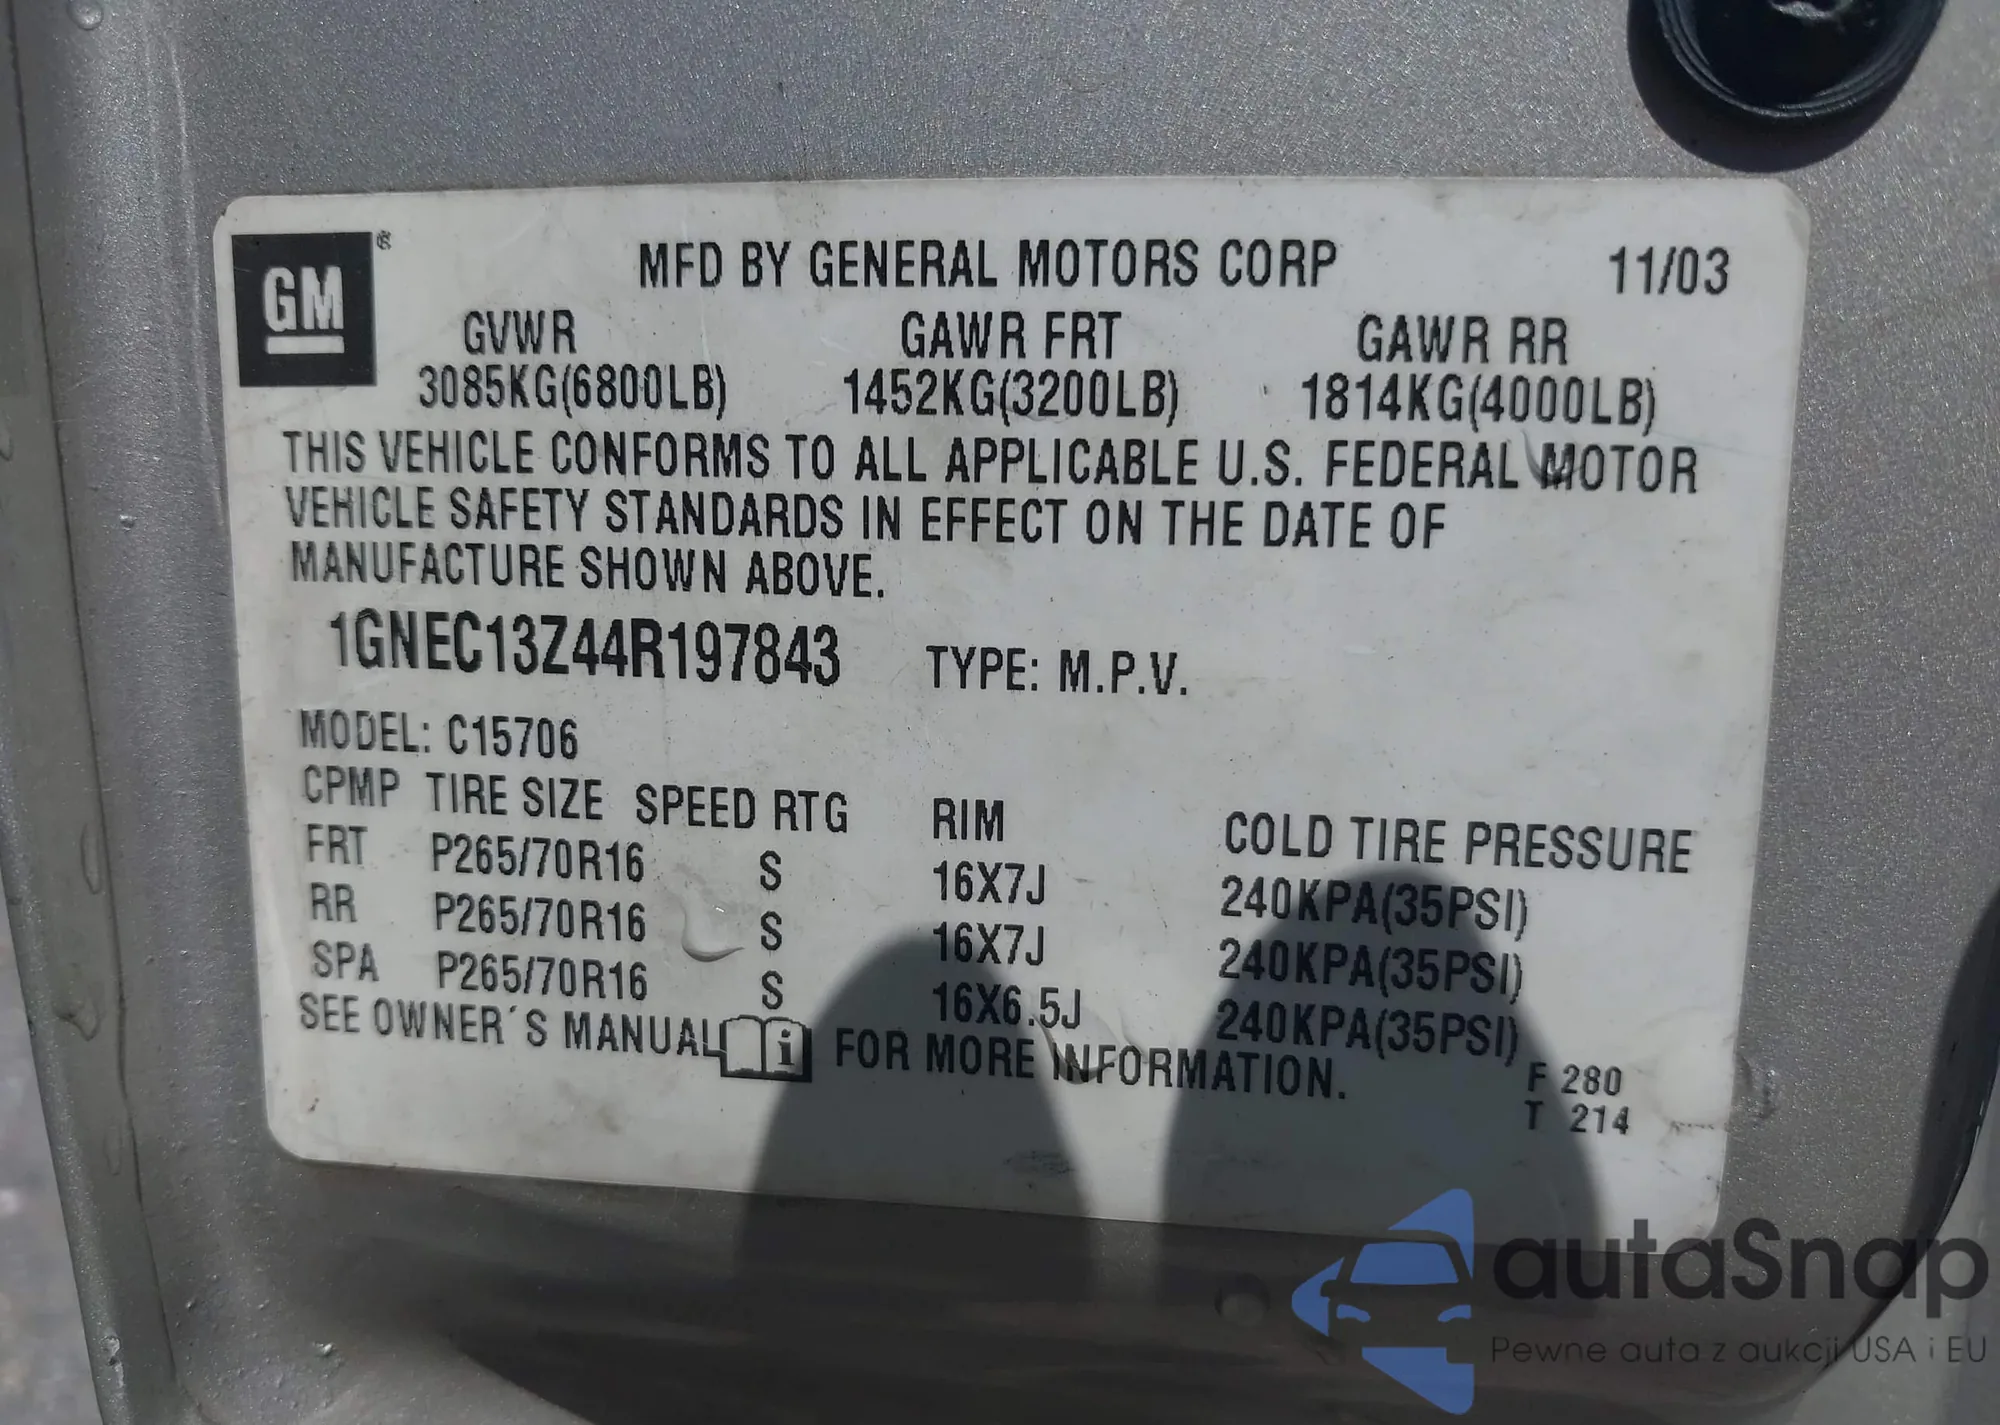 GM ®
MFD BY GENERAL MOTORS CORP 11/03
GVWR GAWR FRT GAWR RR
3085KG(6800LB) 1452KG(3200LB) 1814KG(4000LB)
THIS VEHICLE CONFORMS TO ALL APPLICABLE U.S. FEDERAL MOTOR
VEHICLE SAFETY STANDARDS IN EFFECT ON THE DATE OF
MANUFACTURE SHOWN ABOVE.
1GNEC13Z44R197843 TYPE: M.P.V.
MODEL: C15706
CPMP TIRE SIZE SPEED RTG RIM COLD TIRE PRESSURE
FRT P265/70R16 S 16X7J 240KPA(35PSI)
RR P265/70R16 S 16X7J 240KPA(35PSI)
SPA P265/70R16 S 16X6.5J 240KPA(35PSI)
SEE OWNER´S MANUAL i FOR MORE INFORMATION.
F 280
T 214
autaSnap
Pewne auta z aukcji USA i EU